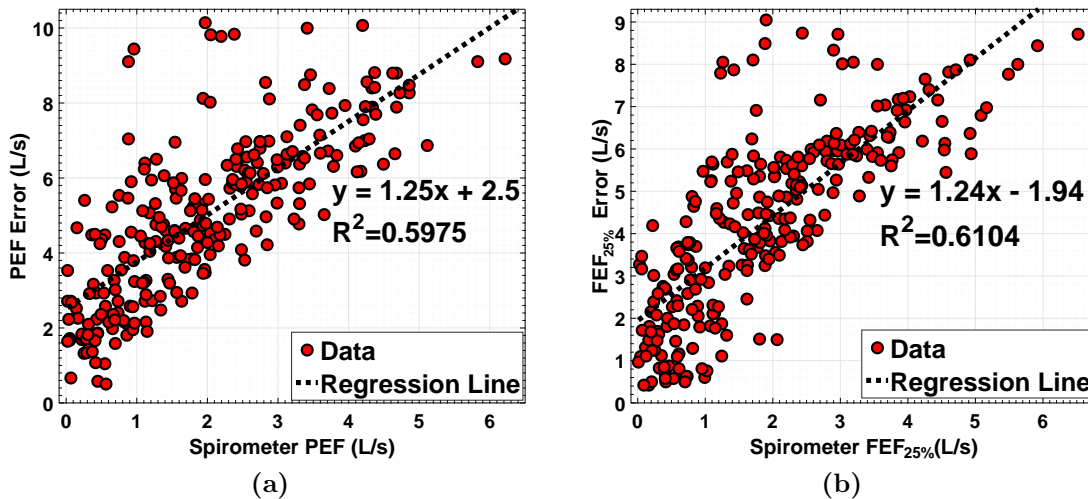 (a)
PEF Error (L/s)
10
8
6
4
2
0
y = 1.25x + 2.5
R²=0.5975
Data
Regression Line
0 1 2 3 4 5 6
Spirometer PEF (L/s)
(b)
FEF25% Error (L/s)
9
8
7
6
5
4
3
2
1
0
y = 1.24x - 1.94
R²=0.6104
Data
Regression Line
0 1 2 3 4 5 6
Spirometer FEF25%(L/s)
(a)
(b)